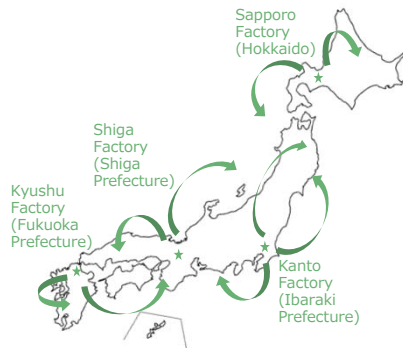 Sapporo
Factory
(Hokkaido)
Shiga
Factory
(Shiga
Prefecture)
Kyushu
Factory
(Fukuoka
Prefecture)
Kanto
Factory
(Ibaraki
Prefecture)